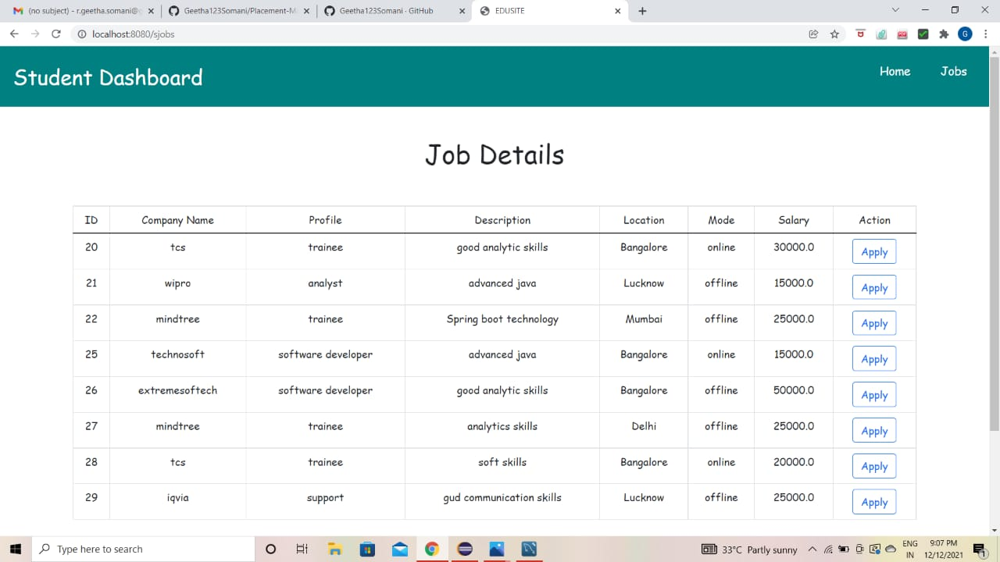 (no subject) - r.geetha.somani@g
Geetha123Somani/Placement-M
Geetha123Somani · GitHub
EDUSITE
localhost:8080/sjobs
G
Student Dashboard
Home
Jobs
Job Details
ID Company Name Profile Description Location Mode Salary Action
20 tcs trainee good analytic skills Bangalore online 30000.0 Apply
21 wipro analyst advanced java Lucknow offline 15000.0 Apply
22 mindtree trainee Spring boot technology Mumbai offline 25000.0 Apply
25 technosoft software developer advanced java Bangalore online 15000.0 Apply
26 extremesoftech software developer good analytic skills Bangalore offline 50000.0 Apply
27 mindtree trainee analytics skills Delhi offline 25000.0 Apply
28 tcs trainee soft skills Bangalore online 20000.0 Apply
29 iqvia support gud communication skills Lucknow offline 25000.0 Apply
Type here to search
33°C Partly sunny
ENG
IN
9:07 PM
12/12/2021
1